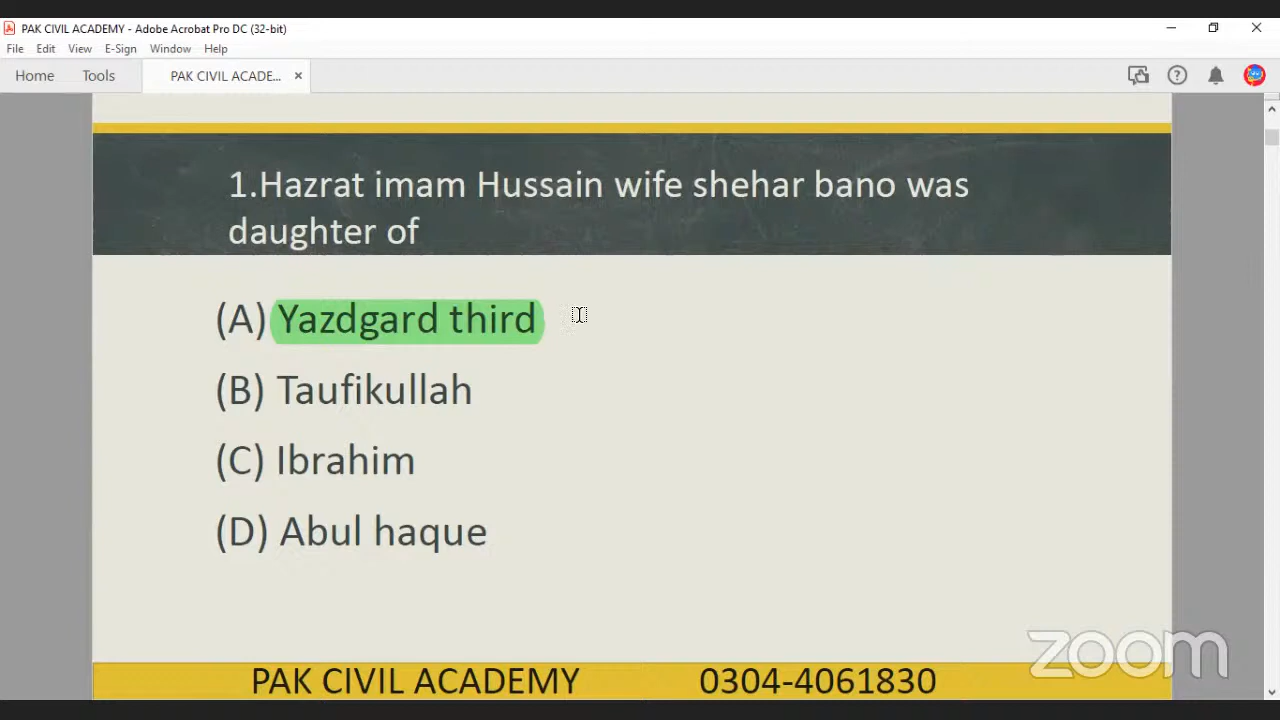 PAK CIVIL ACADEMY - Adobe Acrobat Pro DC (32-bit)
File Edit View E-Sign Window Help
Home Tools PAK CIVIL ACADE... ×
1.Hazrat imam Hussain wife shehar bano was
daughter of
(A) Yazdgard third
(B) Taufikullah
(C) Ibrahim
(D) Abul haque
zoom
PAK CIVIL ACADEMY 0304-4061830